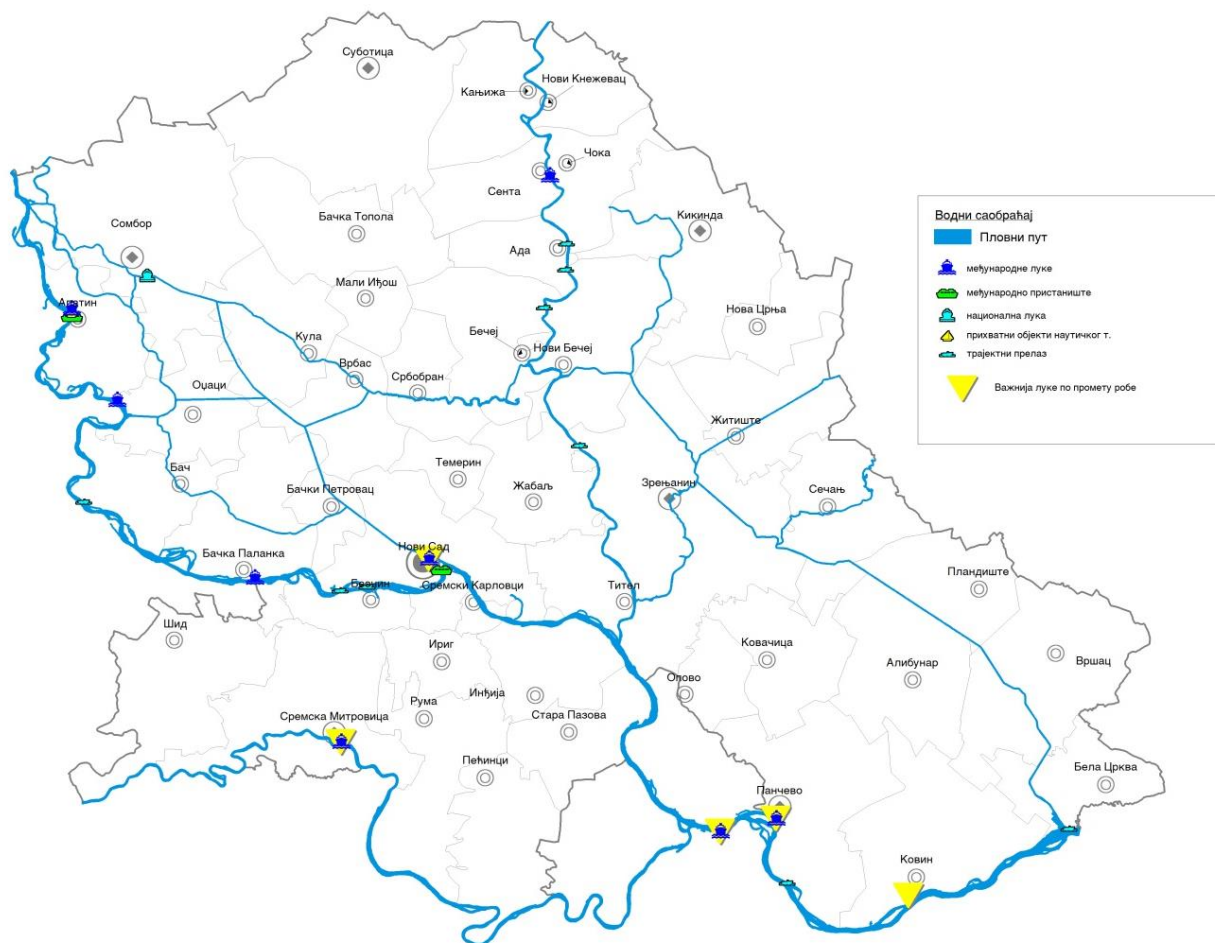 Суботица
Нови Кнежевац
Кањижа
Чока
Сента
Сомбор
Бачка Топола
Кикинда
Ада
Мали Иђош
Апатин
Нова Црња
Кула
Бечеј
Нови Бечеј
Врбас
Србобран
Оџаци
Житиште
Бач
Темерин
Зрењанин
Сечањ
Бачки Петровац
Жабаљ
Нови Сад
Бачка Паланка
Беочин
Сремски Карловци
Тител
Пландиште
Шид
Ириг
Ковачица
Алибунар
Вршац
Опово
Рума
Инђија
Сремска Митровица
Стара Пазова
Пећинци
Панчево
Бела Црква
Ковин
Водни саобраћај
Пловни пут
међународне луке
међународно пристаниште
национална лука
прихватни објекти наутичког т.
трајектни прелаз
Важнија луке по промету робе